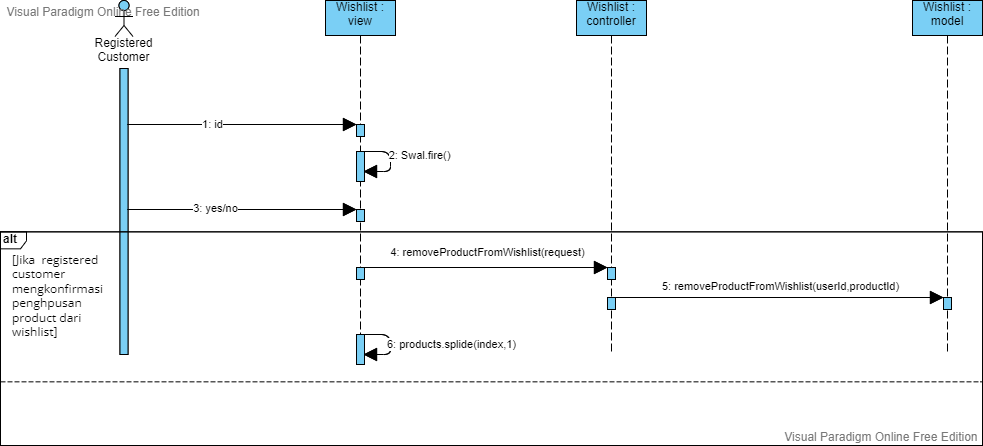 Visual Paradigm Online Free Edition
Wishlist :
view
Wishlist :
controller
Wishlist :
model
Registered
Customer
1: id
2: Swal.fire()
3: yes/no
alt
[Jika registered
customer
mengkonfirmasi
penghpusan
product dari
wishlist]
4: removeProductFromWishlist(request)
5: removeProductFromWishlist(userId,productId)
6: products.splide(index,1)
Visual Paradigm Online Free Edition